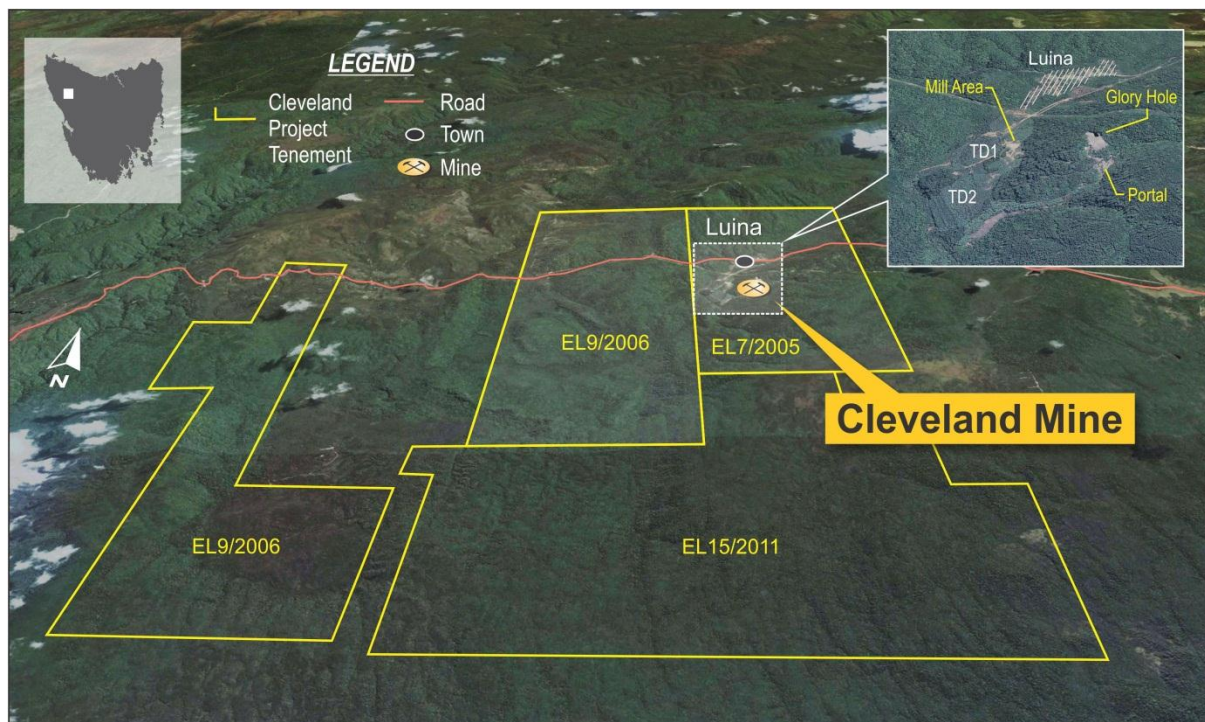 LEGEND
Cleveland
Project
Tenement
Road
Town
Mine
Luina
Mill Area
Glory Hole
TD1
TD2
Portal
Luina
N
EL9/2006
EL7/2005
Cleveland Mine
EL9/2006
EL15/2011